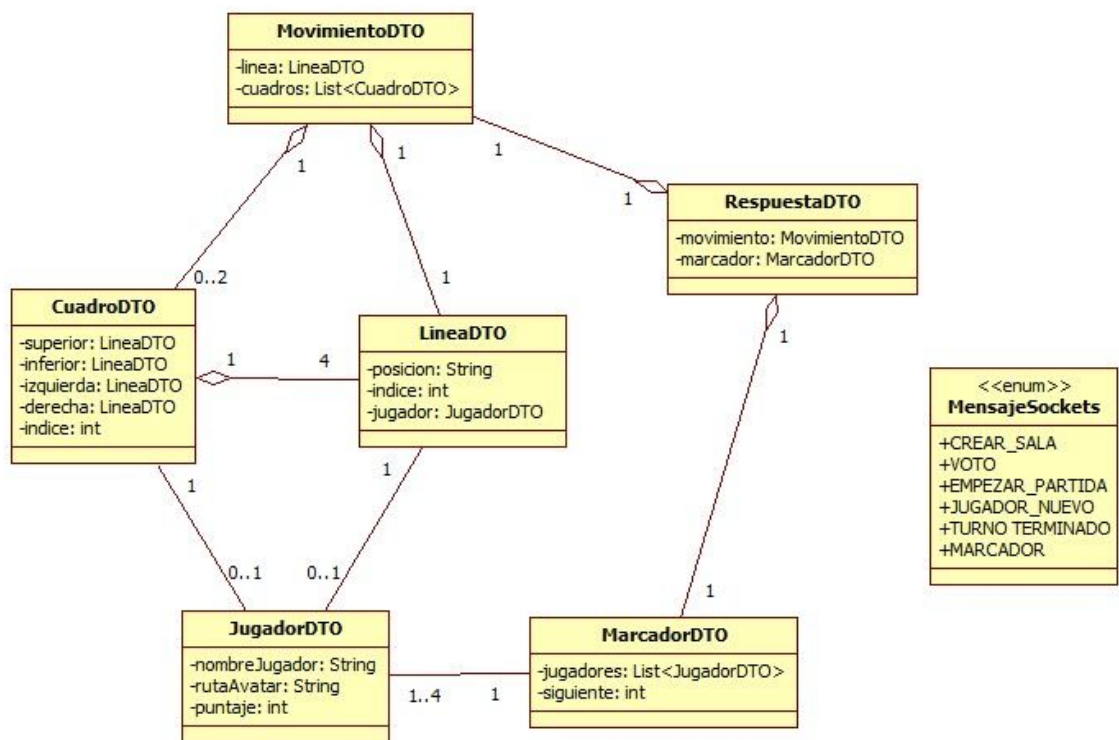 MovimientoDTO
-linea: LineaDTO
-cuadros: List<CuadroDTO>
1
1
1
1
RespuestaDTO
-movimiento: MovimientoDTO
-marcador: MarcadorDTO
0..2
1
1
CuadroDTO
-superior: LineaDTO
-inferior: LineaDTO
-izquierda: LineaDTO
-derecha: LineaDTO
-indice: int
1
4
LineaDTO
-posicion: String
-indice: int
-jugador: JugadorDTO
<<enum>>
MensajeSockets
+CREAR_SALA
+VOTO
+EMPEZAR_PARTIDA
+JUGADOR_NUEVO
+TURNO TERMINADO
+MARCADOR
1
1
0..1
0..1
1
JugadorDTO
-nombreJugador: String
-rutaAvatar: String
-puntaje: int
1..4
1
MarcadorDTO
-jugadores: List<JugadorDTO>
-siguiente: int